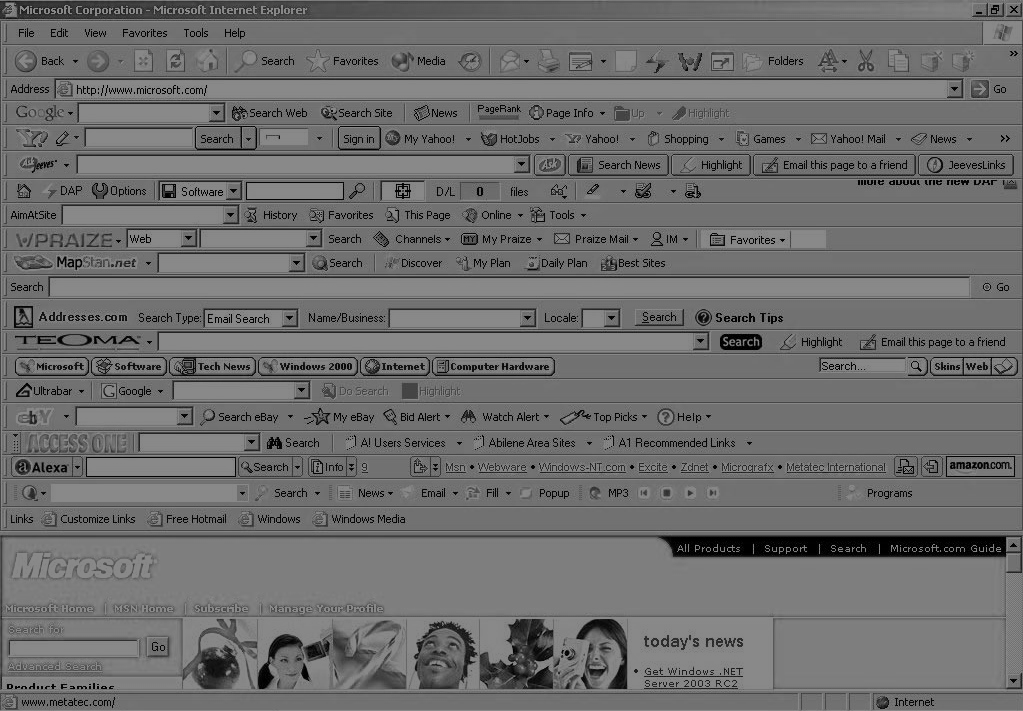 Microsoft Corporation - Microsoft Internet Explorer
File Edit View Favorites Tools Help
Back Search Favorites Media Folders »
Address http://www.microsoft.com/ Go
Google Search Web Search Site News PageRank Page Info Up Highlight
Y! Search Sign in My Yahoo! HotJobs Yahoo! Shopping Games Yahoo! Mail News »
Jeeves Ask Search News Highlight Email this page to a friend JeevesLinks
DAP Options Software D/L 0 files more about the new DAP
AimAtSite History Favorites This Page Online Tools
WPRAIZE Web Search Channels MY My Praize Praize Mail IM Favorites
MapStan.net Search Discover My Plan Daily Plan Best Sites
Search Go
Addresses.com Search Type: Email Search Name/Business: Locale: Search Search Tips
TEOMA Search Highlight Email this page to a friend
Microsoft Software Tech News Windows 2000 Internet Computer Hardware Search... Skins Web
Ultrabar Google Do Search Highlight
ebY Search eBay My eBay Bid Alert Watch Alert Top Picks Help
ACCESS ONE Search A! Users Services Abilene Area Sites A1 Recommended Links
Alexa Search Info 9 Msn • Webware • Windows-NT.com • Excite • Zdnet • Micrografx • Metatec International amazon.com.
Search News Email Fill Popup MP3 Programs
Links Customize Links Free Hotmail Windows Windows Media
All Products | Support | Search | Microsoft.com Guide
Microsoft
Microsoft Home | MSN Home | Subscribe | Manage Your Profile
Search for
Go
Advanced Search
Product Families
today's news
• Get Windows .NET
Server 2003 RC2
www.metatec.com/ Internet